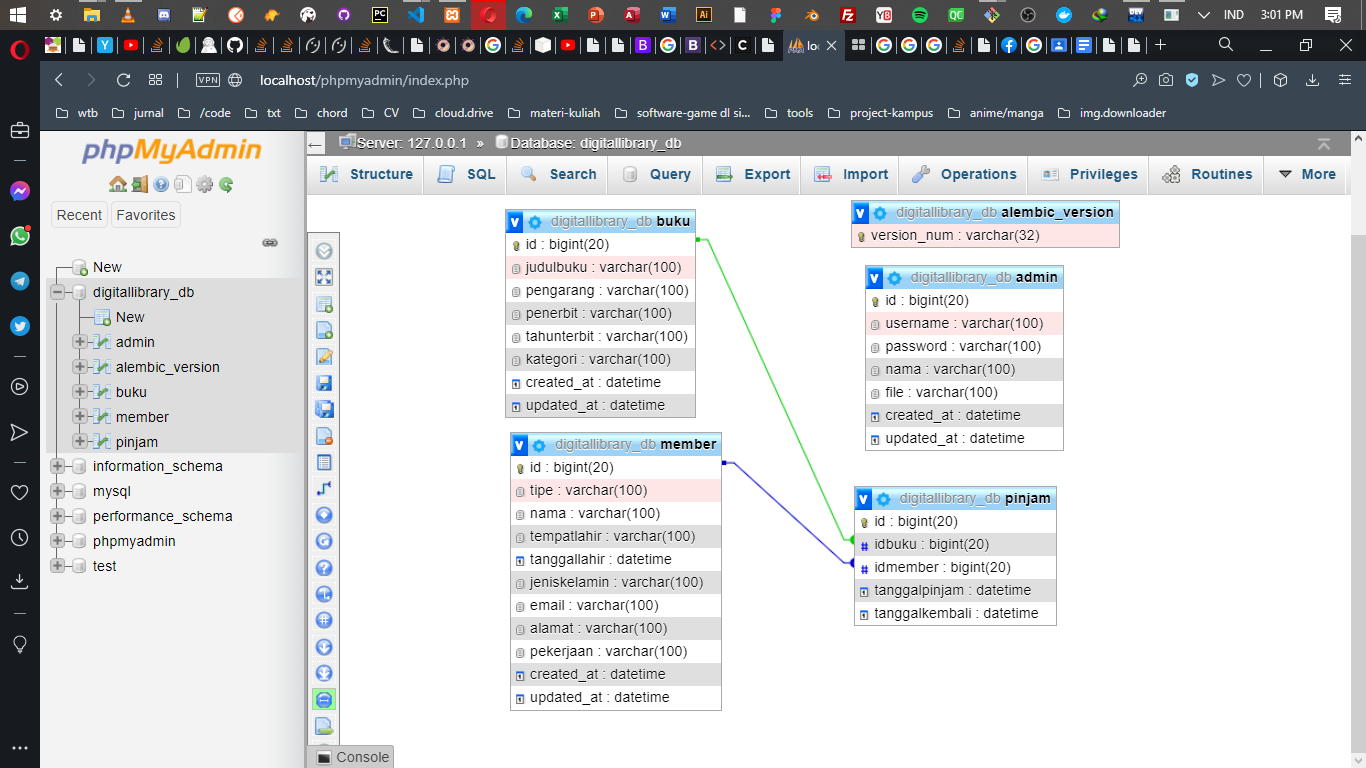 IND 3:01 PM
loc
VPN localhost/phpmyadmin/index.php
wtb jurnal /code txt chord CV cloud.drive materi-kuliah software-game dl si... tools project-kampus anime/manga img.downloader
phpMyAdmin
Recent Favorites
New
digitallibrary_db
New
admin
alembic_version
buku
member
pinjam
information_schema
mysql
performance_schema
phpmyadmin
test
Server: 127.0.0.1 » Database: digitallibrary_db
Structure SQL Search Query Export Import Operations Privileges Routines More
v digitallibrary_db buku
id : bigint(20)
judulbuku : varchar(100)
pengarang : varchar(100)
penerbit : varchar(100)
tahunterbit : varchar(100)
kategori : varchar(100)
created_at : datetime
updated_at : datetime
v digitallibrary_db member
id : bigint(20)
tipe : varchar(100)
nama : varchar(100)
tempatlahir : varchar(100)
tanggallahir : datetime
jeniskelamin : varchar(100)
email : varchar(100)
alamat : varchar(100)
pekerjaan : varchar(100)
created_at : datetime
updated_at : datetime
v digitallibrary_db alembic_version
version_num : varchar(32)
v digitallibrary_db admin
id : bigint(20)
username : varchar(100)
password : varchar(100)
nama : varchar(100)
file : varchar(100)
created_at : datetime
updated_at : datetime
v digitallibrary_db pinjam
id : bigint(20)
# idbuku : bigint(20)
# idmember : bigint(20)
tanggalpinjam : datetime
tanggalkembali : datetime
Console